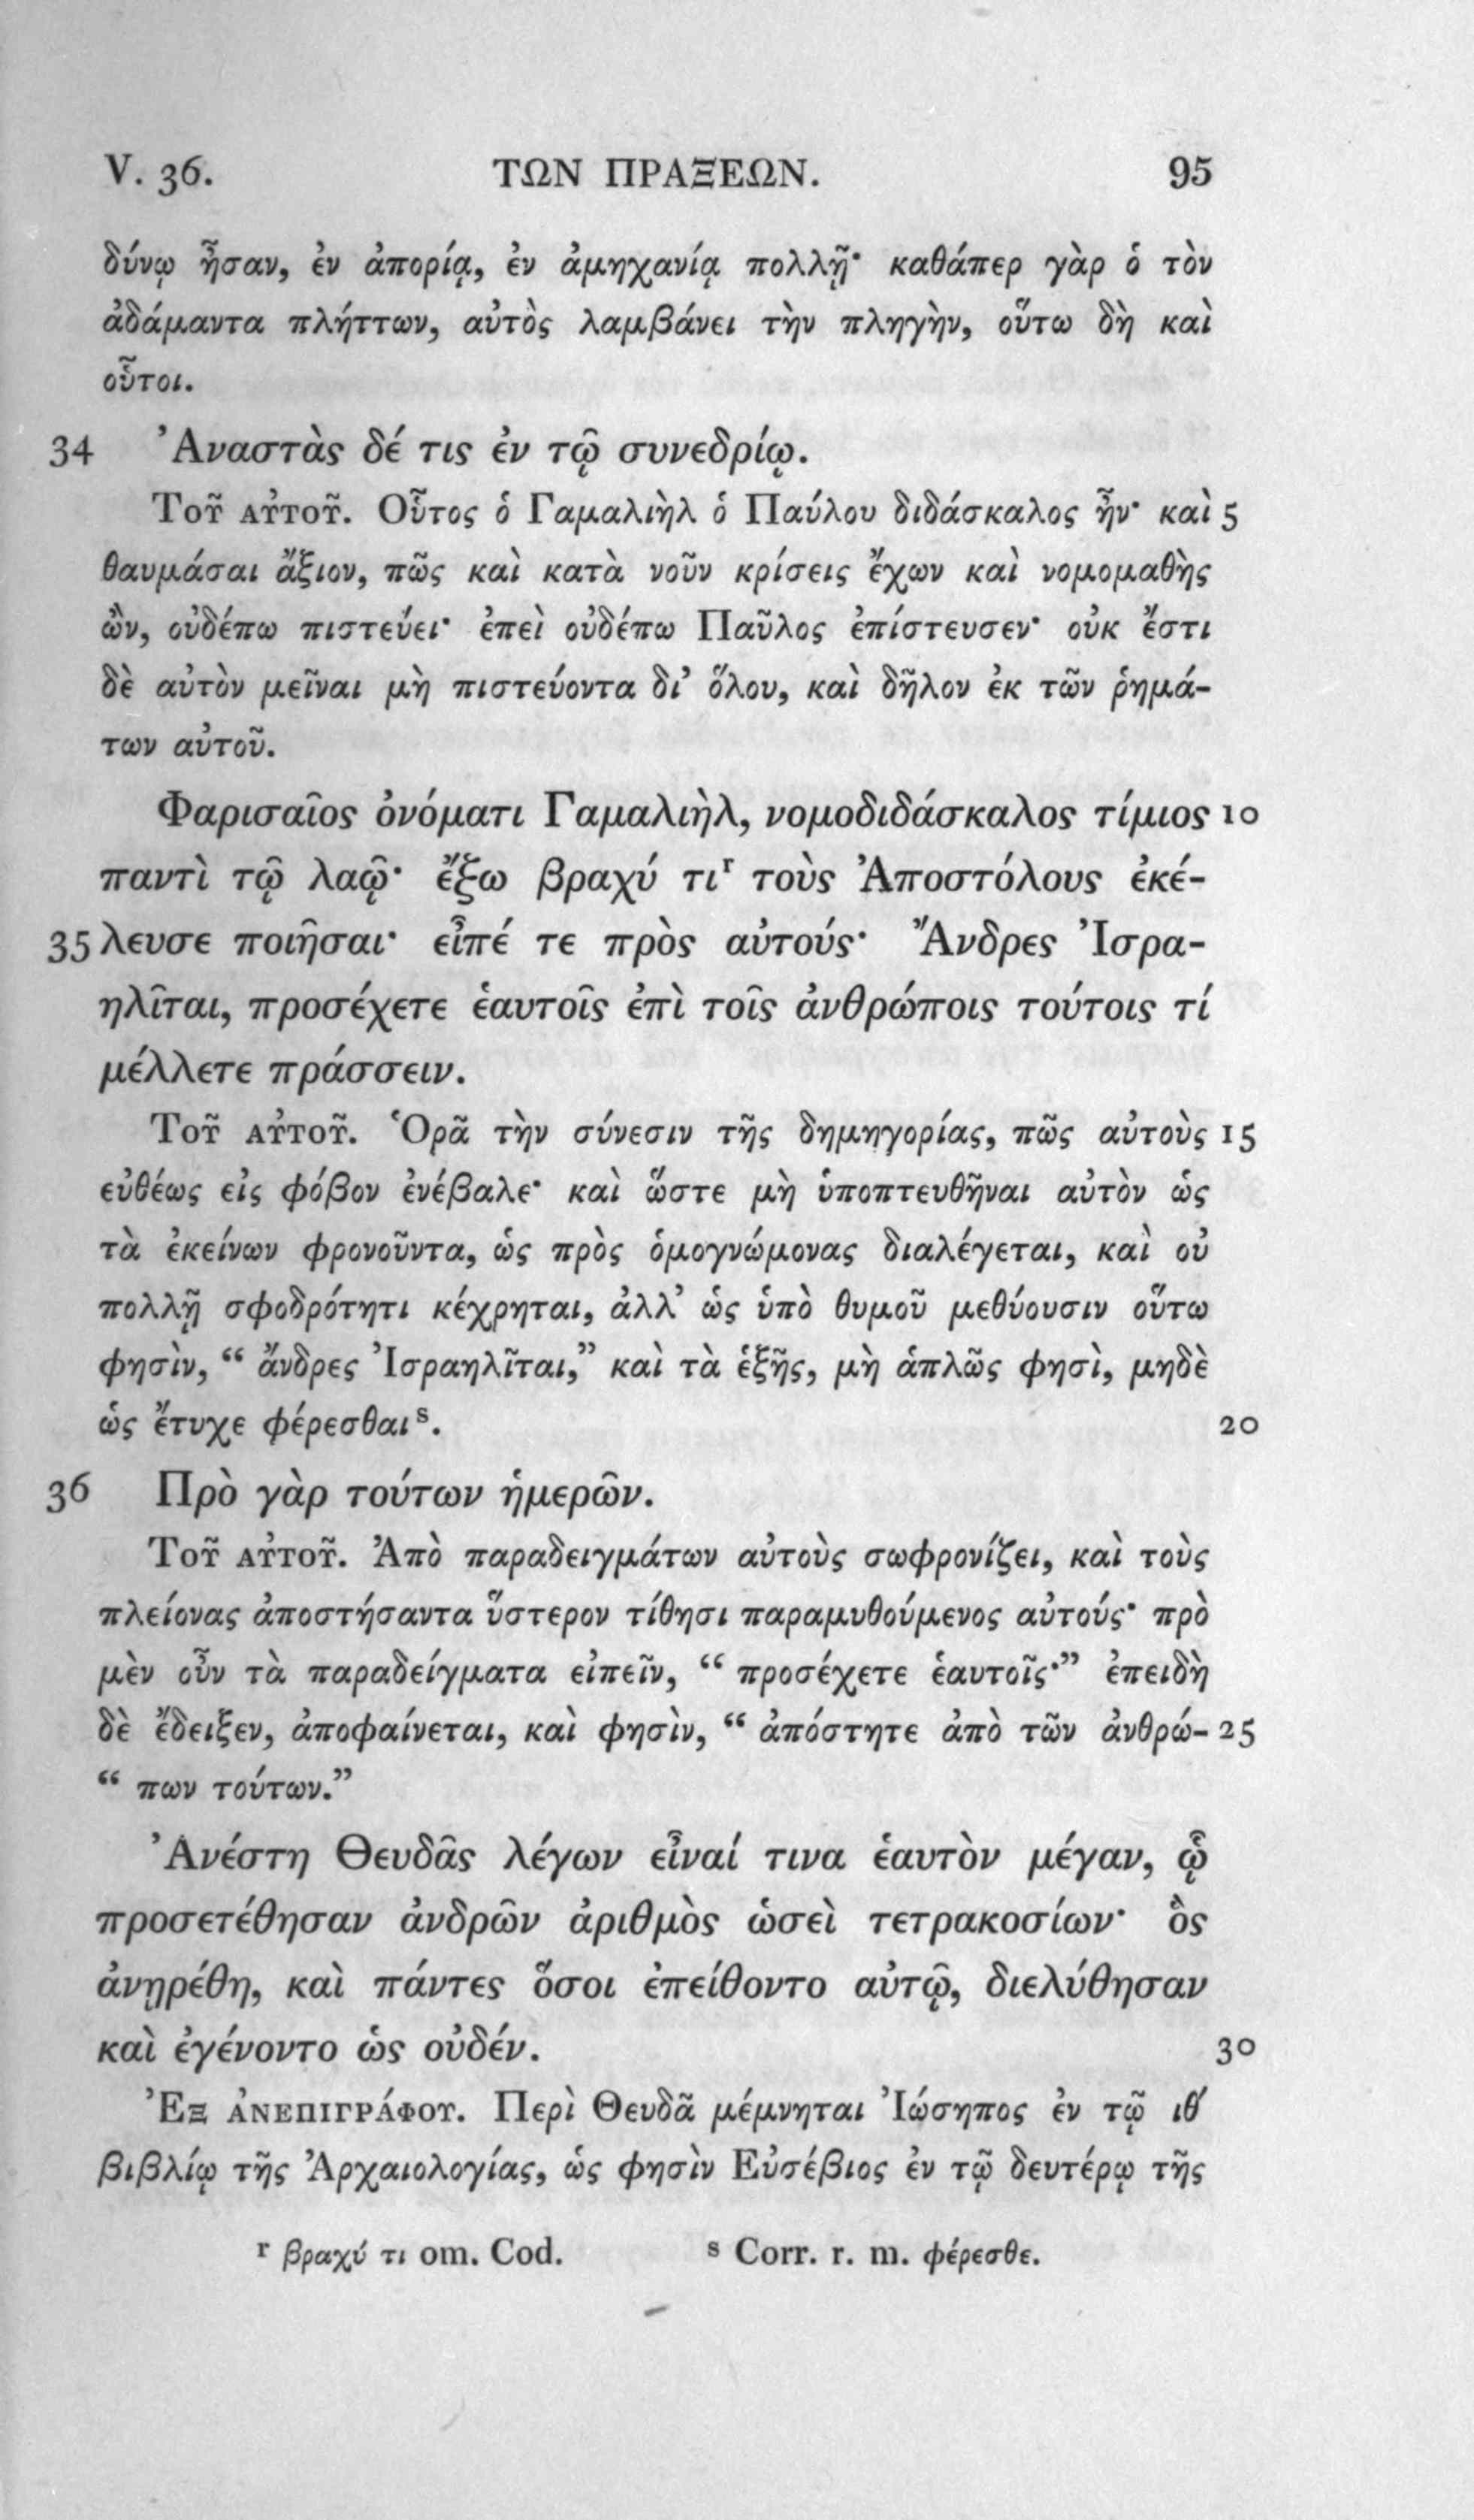 V. 36. ΤΩΝ ΠΡΑΞΕΩΝ. 95
δύνῳ ἦσαν, ἐν ἀπορίᾳ, ἐν ἀμηχανίᾳ πολλῇ· καθάπερ γὰρ ὁ τὸν
ἀδάμαντα πλήττων, αὐτὸς λαμβάνει τὴν πληγὴν, οὕτω δὴ καὶ
οὗτοι.
34 Ἀναστὰς δέ τις ἐν τῷ συνεδρίῳ.
Τοῦ αὐτοῦ. Οὗτος ὁ Γαμαλιὴλ ὁ Παύλου διδάσκαλος ἦν· καὶ 5
θαυμάσαι ἄξιον, πῶς καὶ κατὰ νοῦν κρίσεις ἔχων καὶ νομομαθὴς
ὢν, οὐδέπω πιστεύει· ἐπεὶ οὐδέπω Παῦλος ἐπίστευσεν· οὐκ ἔστι
δὲ αὐτὸν μεῖναι μὴ πιστεύοντα δι’ ὅλου, καὶ δῆλον ἐκ τῶν ῥημά-
των αὐτοῦ.
Φαρισαῖος ὀνόματι Γαμαλιὴλ, νομοδιδάσκαλος τίμιος 10
παντὶ τῷ λαῷ· ἔξω βραχύ τι ʳ τοὺς Ἀποστόλους ἐκέ-
35 λευσε ποιῆσαι· εἶπέ τε πρὸς αὐτούς· Ἄνδρες Ἰσρα-
ηλῖται, προσέχετε ἑαυτοῖς ἐπὶ τοῖς ἀνθρώποις τούτοις τί
μέλλετε πράσσειν.
Τοῦ αὐτοῦ. Ὁρᾶ τὴν σύνεσιν τῆς δημηγορίας, πῶς αὐτοὺς 15
εὐθέως εἰς φόβον ἐνέβαλε· καὶ ὥστε μὴ ὑποπτευθῆναι αὐτὸν ὡς
τὰ ἐκείνων φρονοῦντα, ὡς πρὸς ὁμογνώμονας διαλέγεται, καὶ οὐ
πολλῇ σφοδρότητι κέχρηται, ἀλλ’ ὡς ὑπὸ θυμοῦ μεθύουσιν οὕτω
φησὶν, “ ἄνδρες Ἰσραηλῖται,” καὶ τὰ ἑξῆς, μὴ ἁπλῶς φησὶ, μηδὲ
ὡς ἔτυχε φέρεσθαι ˢ. 20
36 Πρὸ γὰρ τούτων ἡμερῶν.
Τοῦ αὐτοῦ. Ἀπὸ παραδειγμάτων αὐτοὺς σωφρονίζει, καὶ τοὺς
πλείονας ἀποστήσαντα ὕστερον τίθησι παραμυθούμενος αὐτούς· πρὸ
μὲν οὖν τὰ παραδείγματα εἰπεῖν, “ προσέχετε ἑαυτοῖς·” ἐπειδὴ
δὲ ἔδειξεν, ἀποφαίνεται, καὶ φησὶν, “ ἀπόστητε ἀπὸ τῶν ἀνθρώ- 25
“ πων τούτων.”
Ἀνέστη Θευδᾶς λέγων εἶναί τινα ἑαυτὸν μέγαν, ᾧ
προσετέθησαν ἀνδρῶν ἀριθμὸς ὡσεὶ τετρακοσίων· ὃς
ἀνῃρέθη, καὶ πάντες ὅσοι ἐπείθοντο αὐτῷ, διελύθησαν
καὶ ἐγένοντο ὡς οὐδέν. 30
Ἐξ ἀνεπιγράφου. Περὶ Θευδᾶ μέμνηται Ἰώσηπος ἐν τῷ ιθʹ
βιβλίῳ τῆς Ἀρχαιολογίας, ὡς φησὶν Εὐσέβιος ἐν τῷ δευτέρῳ τῆς
ʳ βραχύ τι om. Cod. ˢ Corr. r. m. φέρεσθε.